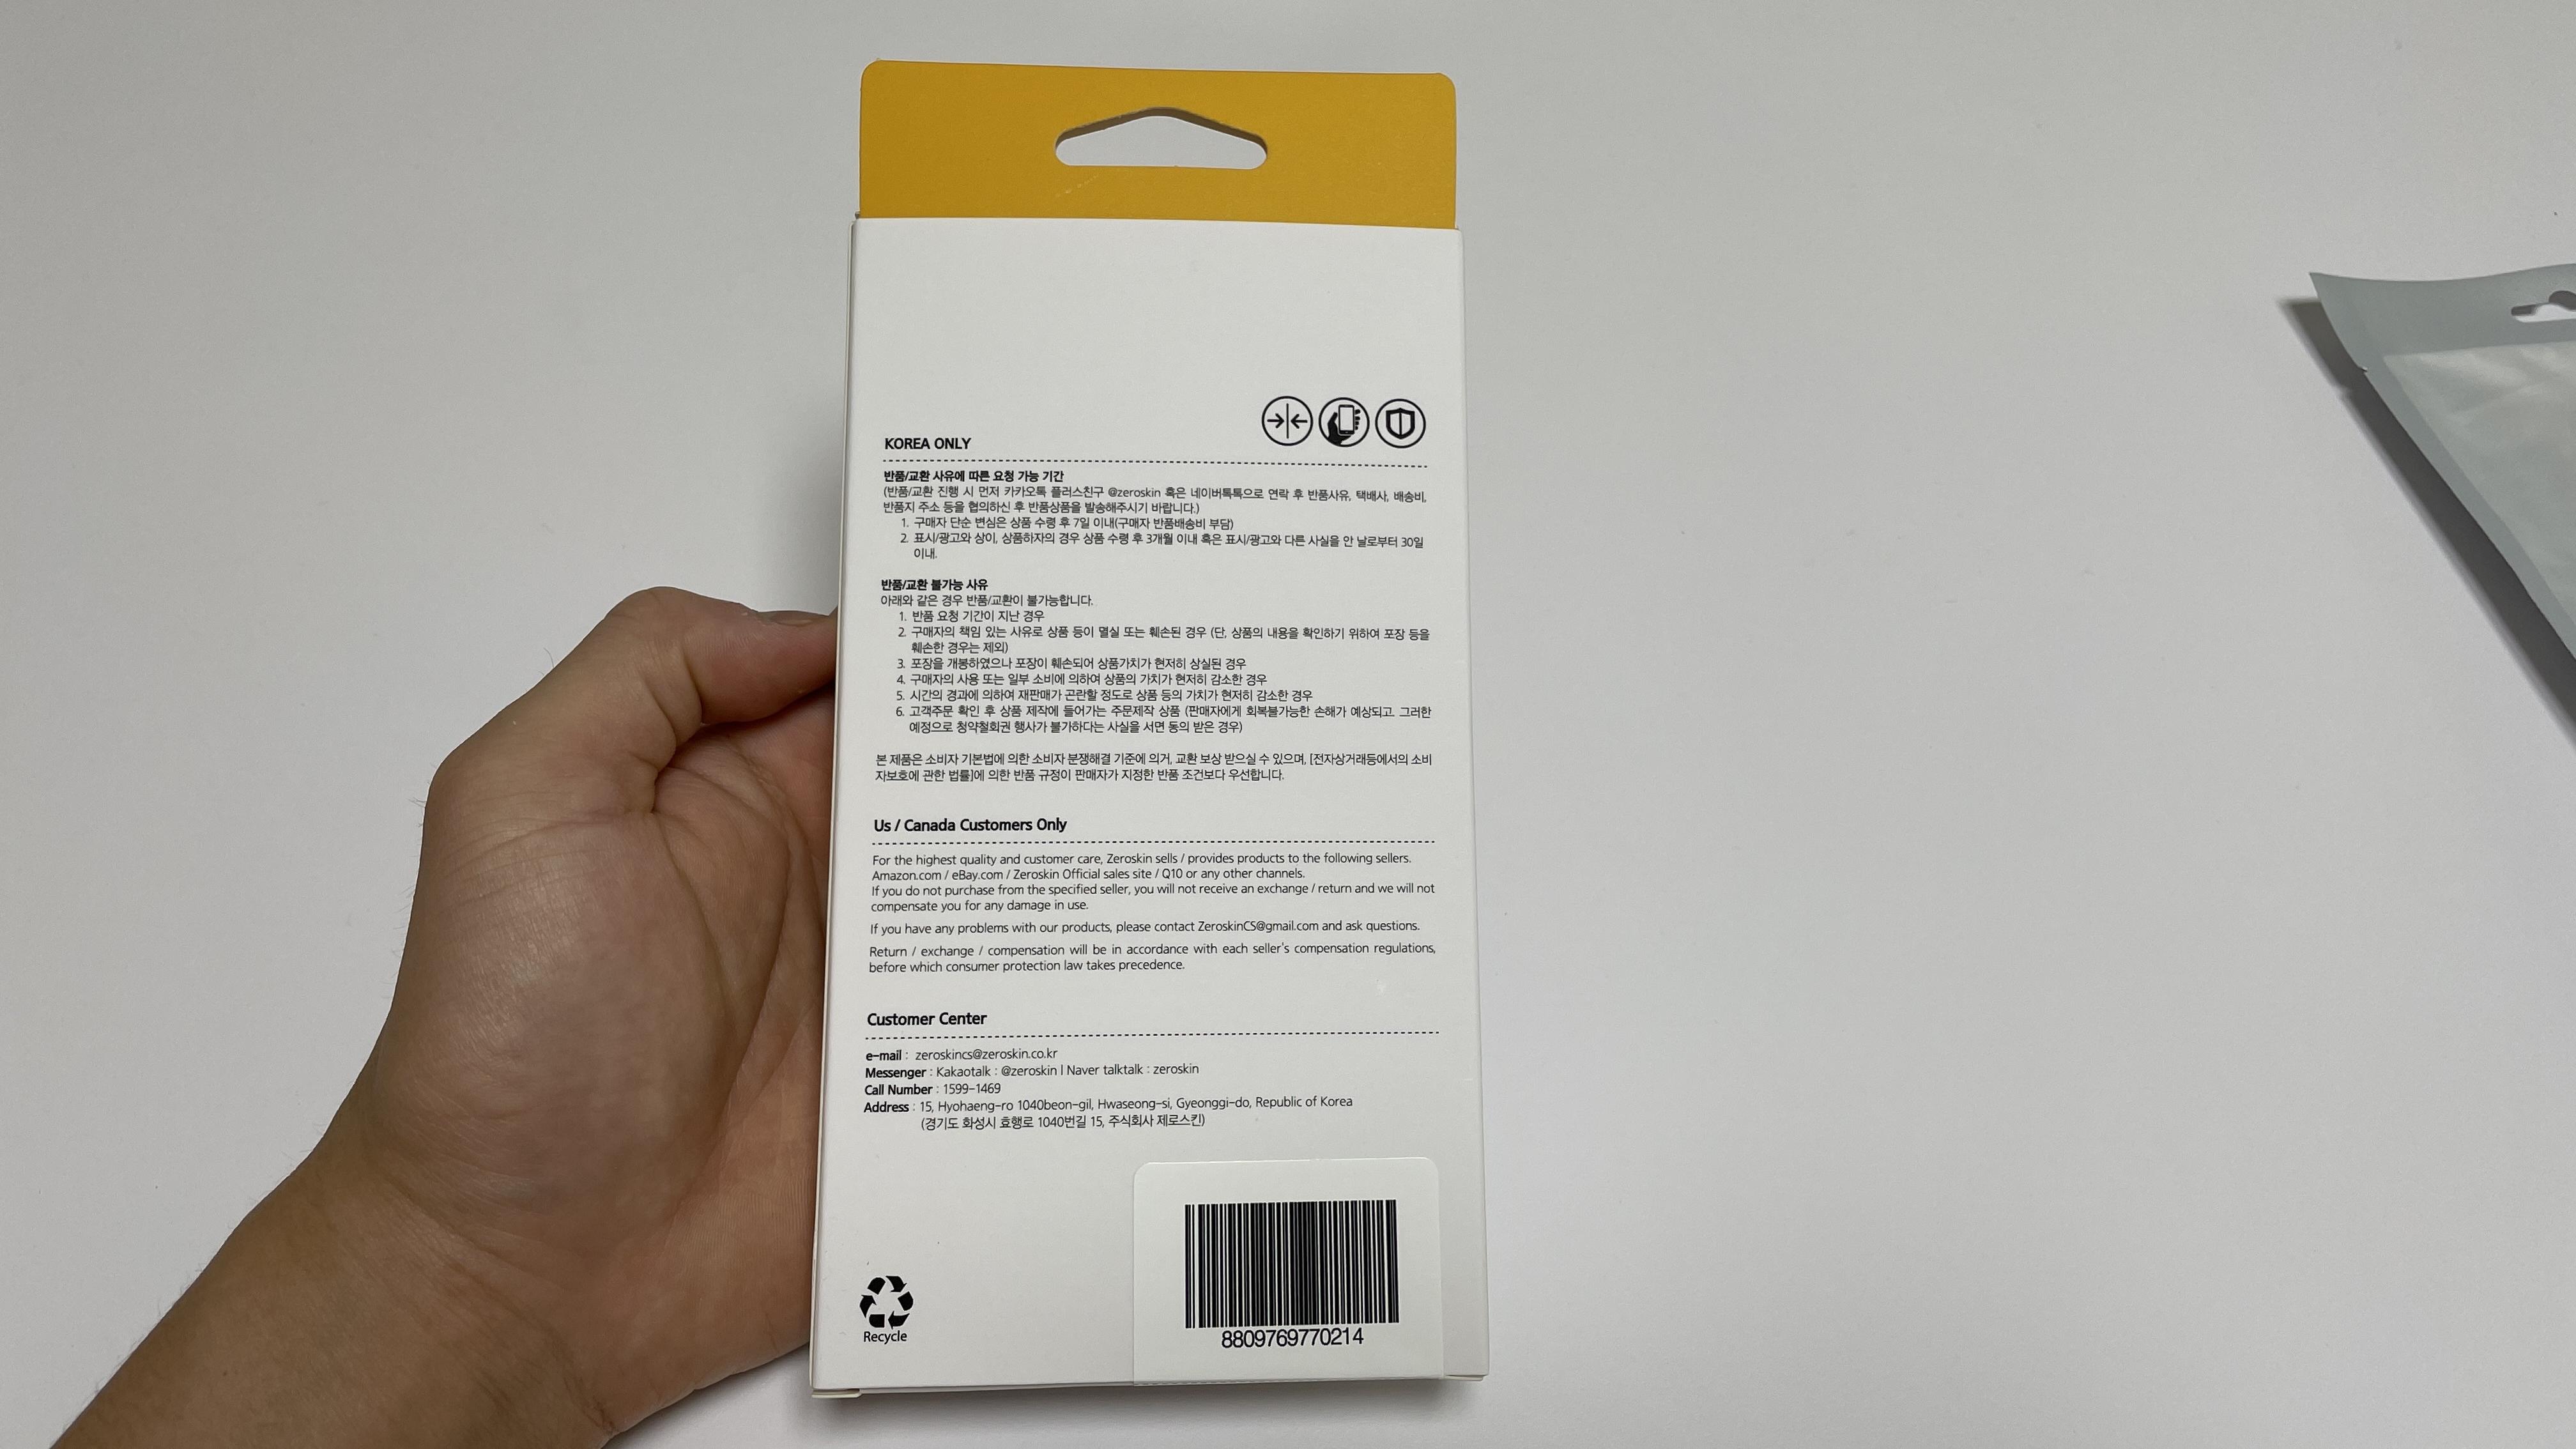 KOREA ONLY
반품/교환 사유에 따른 요청 가능 기간
(반품/교환 진행 시 먼저 카카오톡 플러스친구 @zeroskin 혹은 네이버톡톡으로 연락 후 반품사유, 택배사, 배송비,
반품지 주소 등을 협의하신 후 반품상품을 발송해주시기 바랍니다.)
1. 구매자 단순 변심은 상품 수령 후 7일 이내(구매자 반품배송비 부담)
2. 표시/광고와 상이, 상품하자의 경우 상품 수령 후 3개월 이내 혹은 표시/광고와 다른 사실을 안 날로부터 30일
이내.
반품/교환 불가능 사유
아래와 같은 경우 반품/교환이 불가능합니다.
1. 반품 요청 기간이 지난 경우
2. 구매자의 책임 있는 사유로 상품 등이 멸실 또는 훼손된 경우 (단, 상품의 내용을 확인하기 위하여 포장 등을
훼손한 경우는 제외)
3. 포장을 개봉하였으나 포장이 훼손되어 상품가치가 현저히 상실된 경우
4. 구매자의 사용 또는 일부 소비에 의하여 상품의 가치가 현저히 감소한 경우
5. 시간의 경과에 의하여 재판매가 곤란할 정도로 상품 등의 가치가 현저히 감소한 경우
6. 고객주문 확인 후 상품 제작에 들어가는 주문제작 상품 (판매자에게 회복불가능한 손해가 예상되고, 그러한
예정으로 청약철회권 행사가 불가하다는 사실을 서면 동의 받은 경우)
본 제품은 소비자 기본법에 의한 소비자 분쟁해결 기준에 의거, 교환 보상 받으실 수 있으며, [전자상거래등에서의 소비
자보호에 관한 법률]에 의한 반품 규정이 판매자가 지정한 반품 조건보다 우선합니다.
Us / Canada Customers Only
For the highest quality and customer care, Zeroskin sells / provides products to the following sellers.
Amazon.com / eBay.com / Zeroskin Official sales site / Q10 or any other channels.
If you do not purchase from the specified seller, you will not receive an exchange / return and we will not
compensate you for any damage in use.
If you have any problems with our products, please contact ZeroskinCS@gmail.com and ask questions.
Return / exchange / compensation will be in accordance with each seller's compensation regulations,
before which consumer protection law takes precedence.
Customer Center
e-mail : zeroskincs@zeroskin.co.kr
Messenger : Kakaotalk : @zeroskin | Naver talktalk : zeroskin
Call Number : 1599-1469
Address : 15, Hyohaeng-ro 1040beon-gil, Hwaseong-si, Gyeonggi-do, Republic of Korea
(경기도 화성시 효행로 1040번길 15, 주식회사 제로스킨)
Recycle
8809769770214